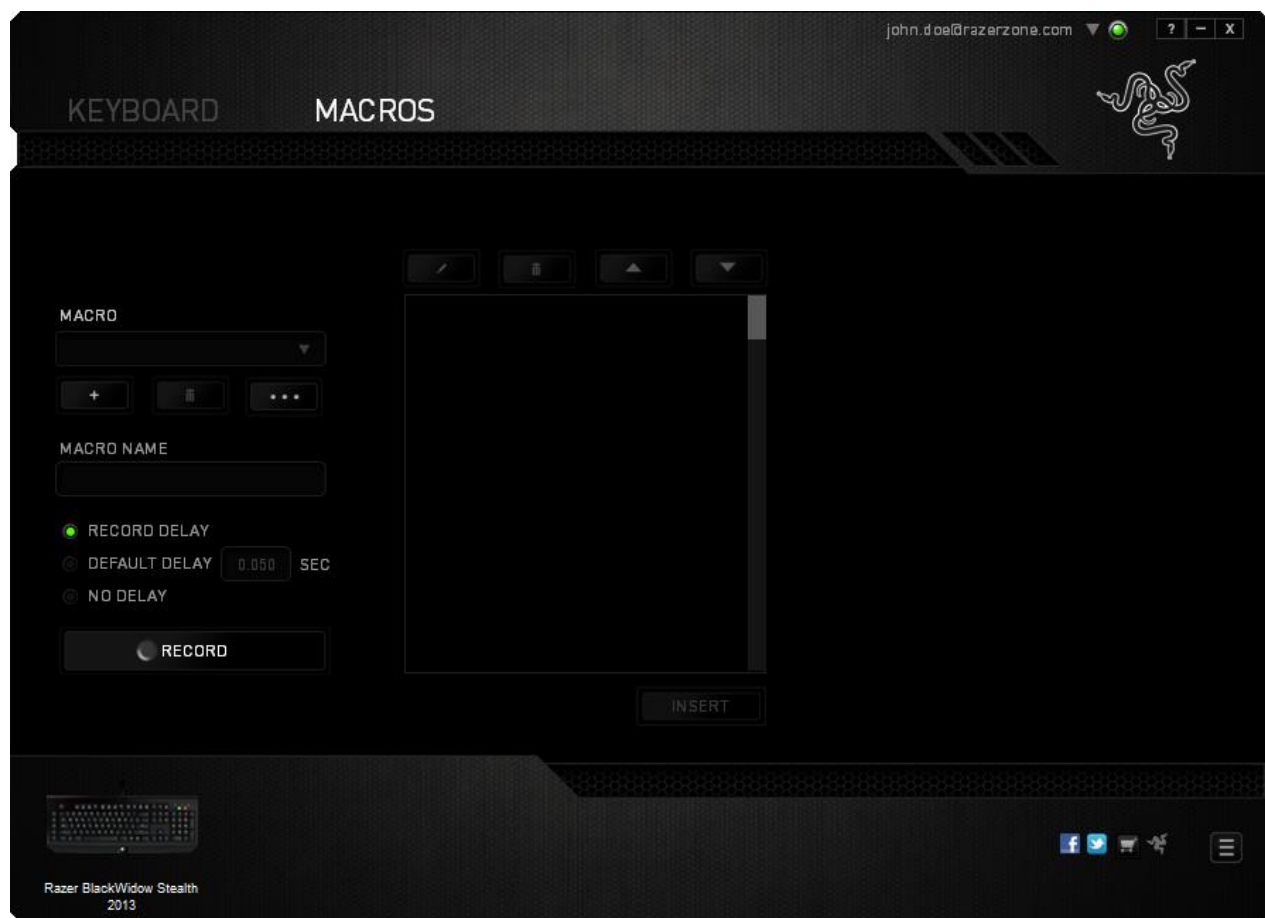 john.doe@razerzone.com
? – X
KEYBOARD MACROS
MACRO
+ •••
MACRO NAME
RECORD DELAY
DEFAULT DELAY 0.050 SEC
NO DELAY
RECORD
INSERT
Razer BlackWidow Stealth
2013